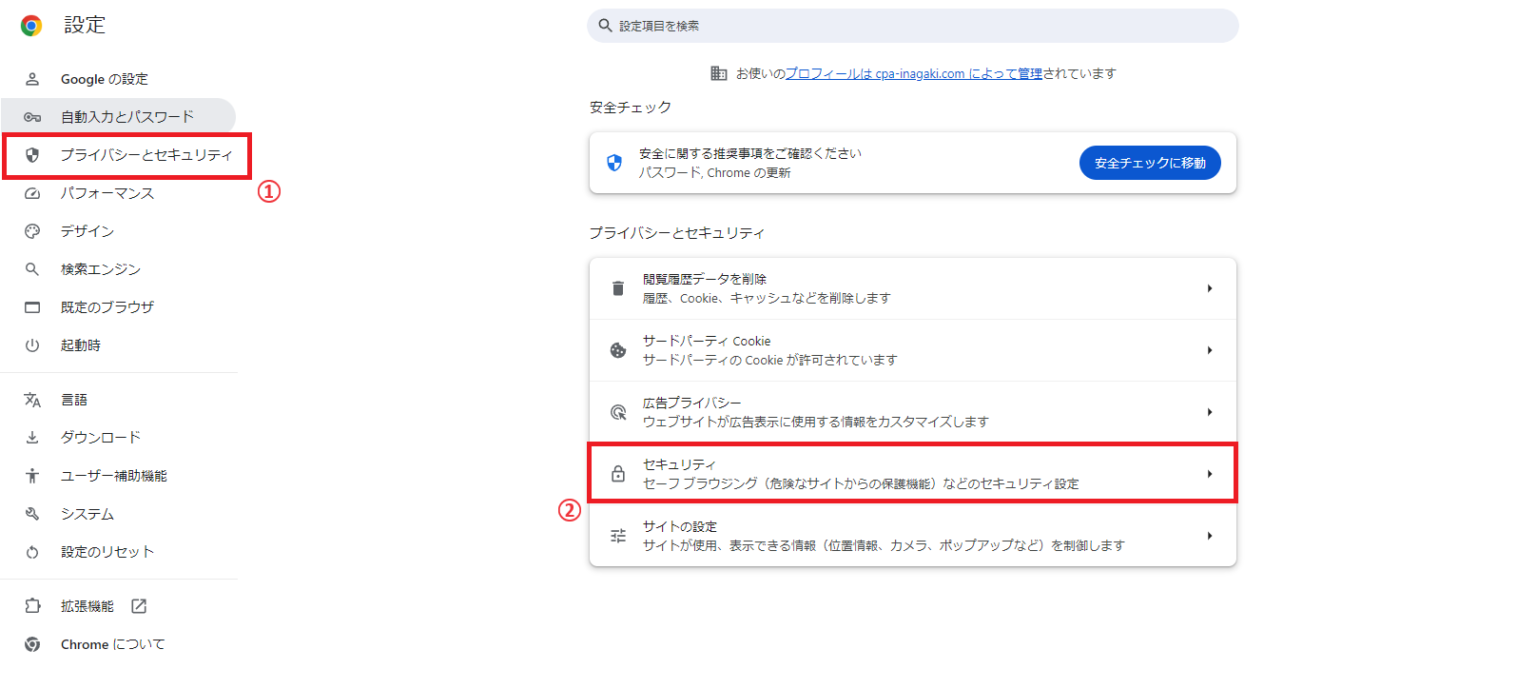 設定
Google の設定
自動入力とパスワード
プライバシーとセキュリティ
①
パフォーマンス
デザイン
検索エンジン
既定のブラウザ
起動時
言語
ダウンロード
ユーザー補助機能
システム
設定のリセット
拡張機能
Chrome について
設定項目を検索
お使いのプロフィールは cpa-inagaki.com によって管理されています
安全チェック
安全に関する推奨事項をご確認ください
パスワード, Chrome の更新
安全チェックに移動
プライバシーとセキュリティ
閲覧履歴データを削除
履歴、Cookie、キャッシュなどを削除します
サードパーティ Cookie
サードパーティの Cookie が許可されています
広告プライバシー
ウェブサイトが広告表示に使用する情報をカスタマイズします
セキュリティ
セーフ ブラウジング（危険なサイトからの保護機能）などのセキュリティ設定
②
サイトの設定
サイトが使用、表示できる情報（位置情報、カメラ、ポップアップなど）を制御します